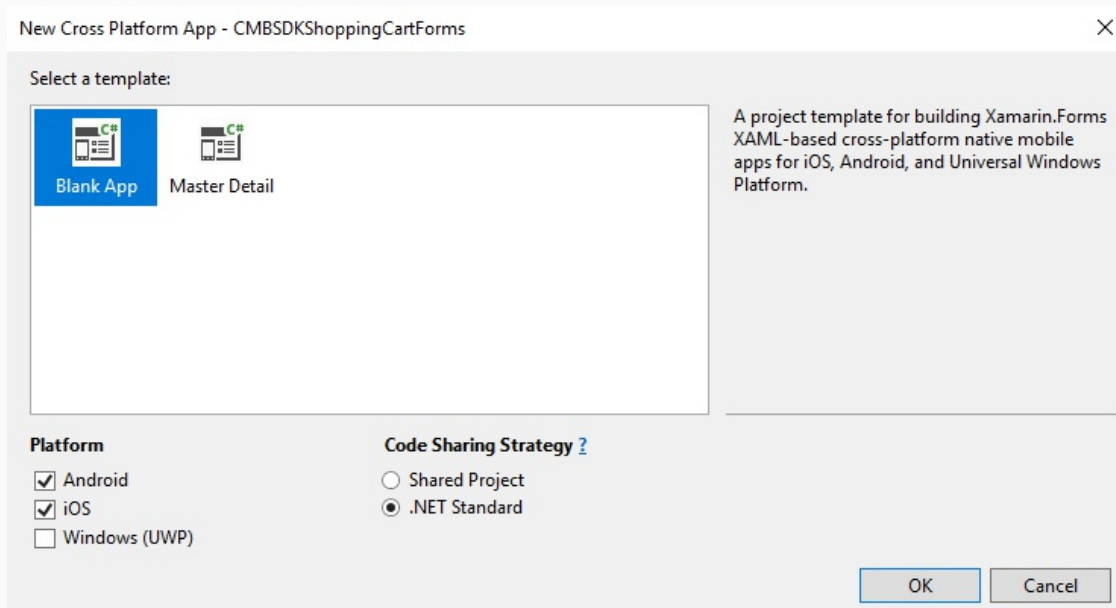 New Cross Platform App - CMBSDKShoppingCartForms
Select a template:
C#
Blank App
C#
Master Detail
A project template for building Xamarin.Forms
XAML-based cross-platform native mobile
apps for iOS, Android, and Universal Windows
Platform.
Platform
Android
iOS
Windows (UWP)
Code Sharing Strategy ?
Shared Project
.NET Standard
OK
Cancel